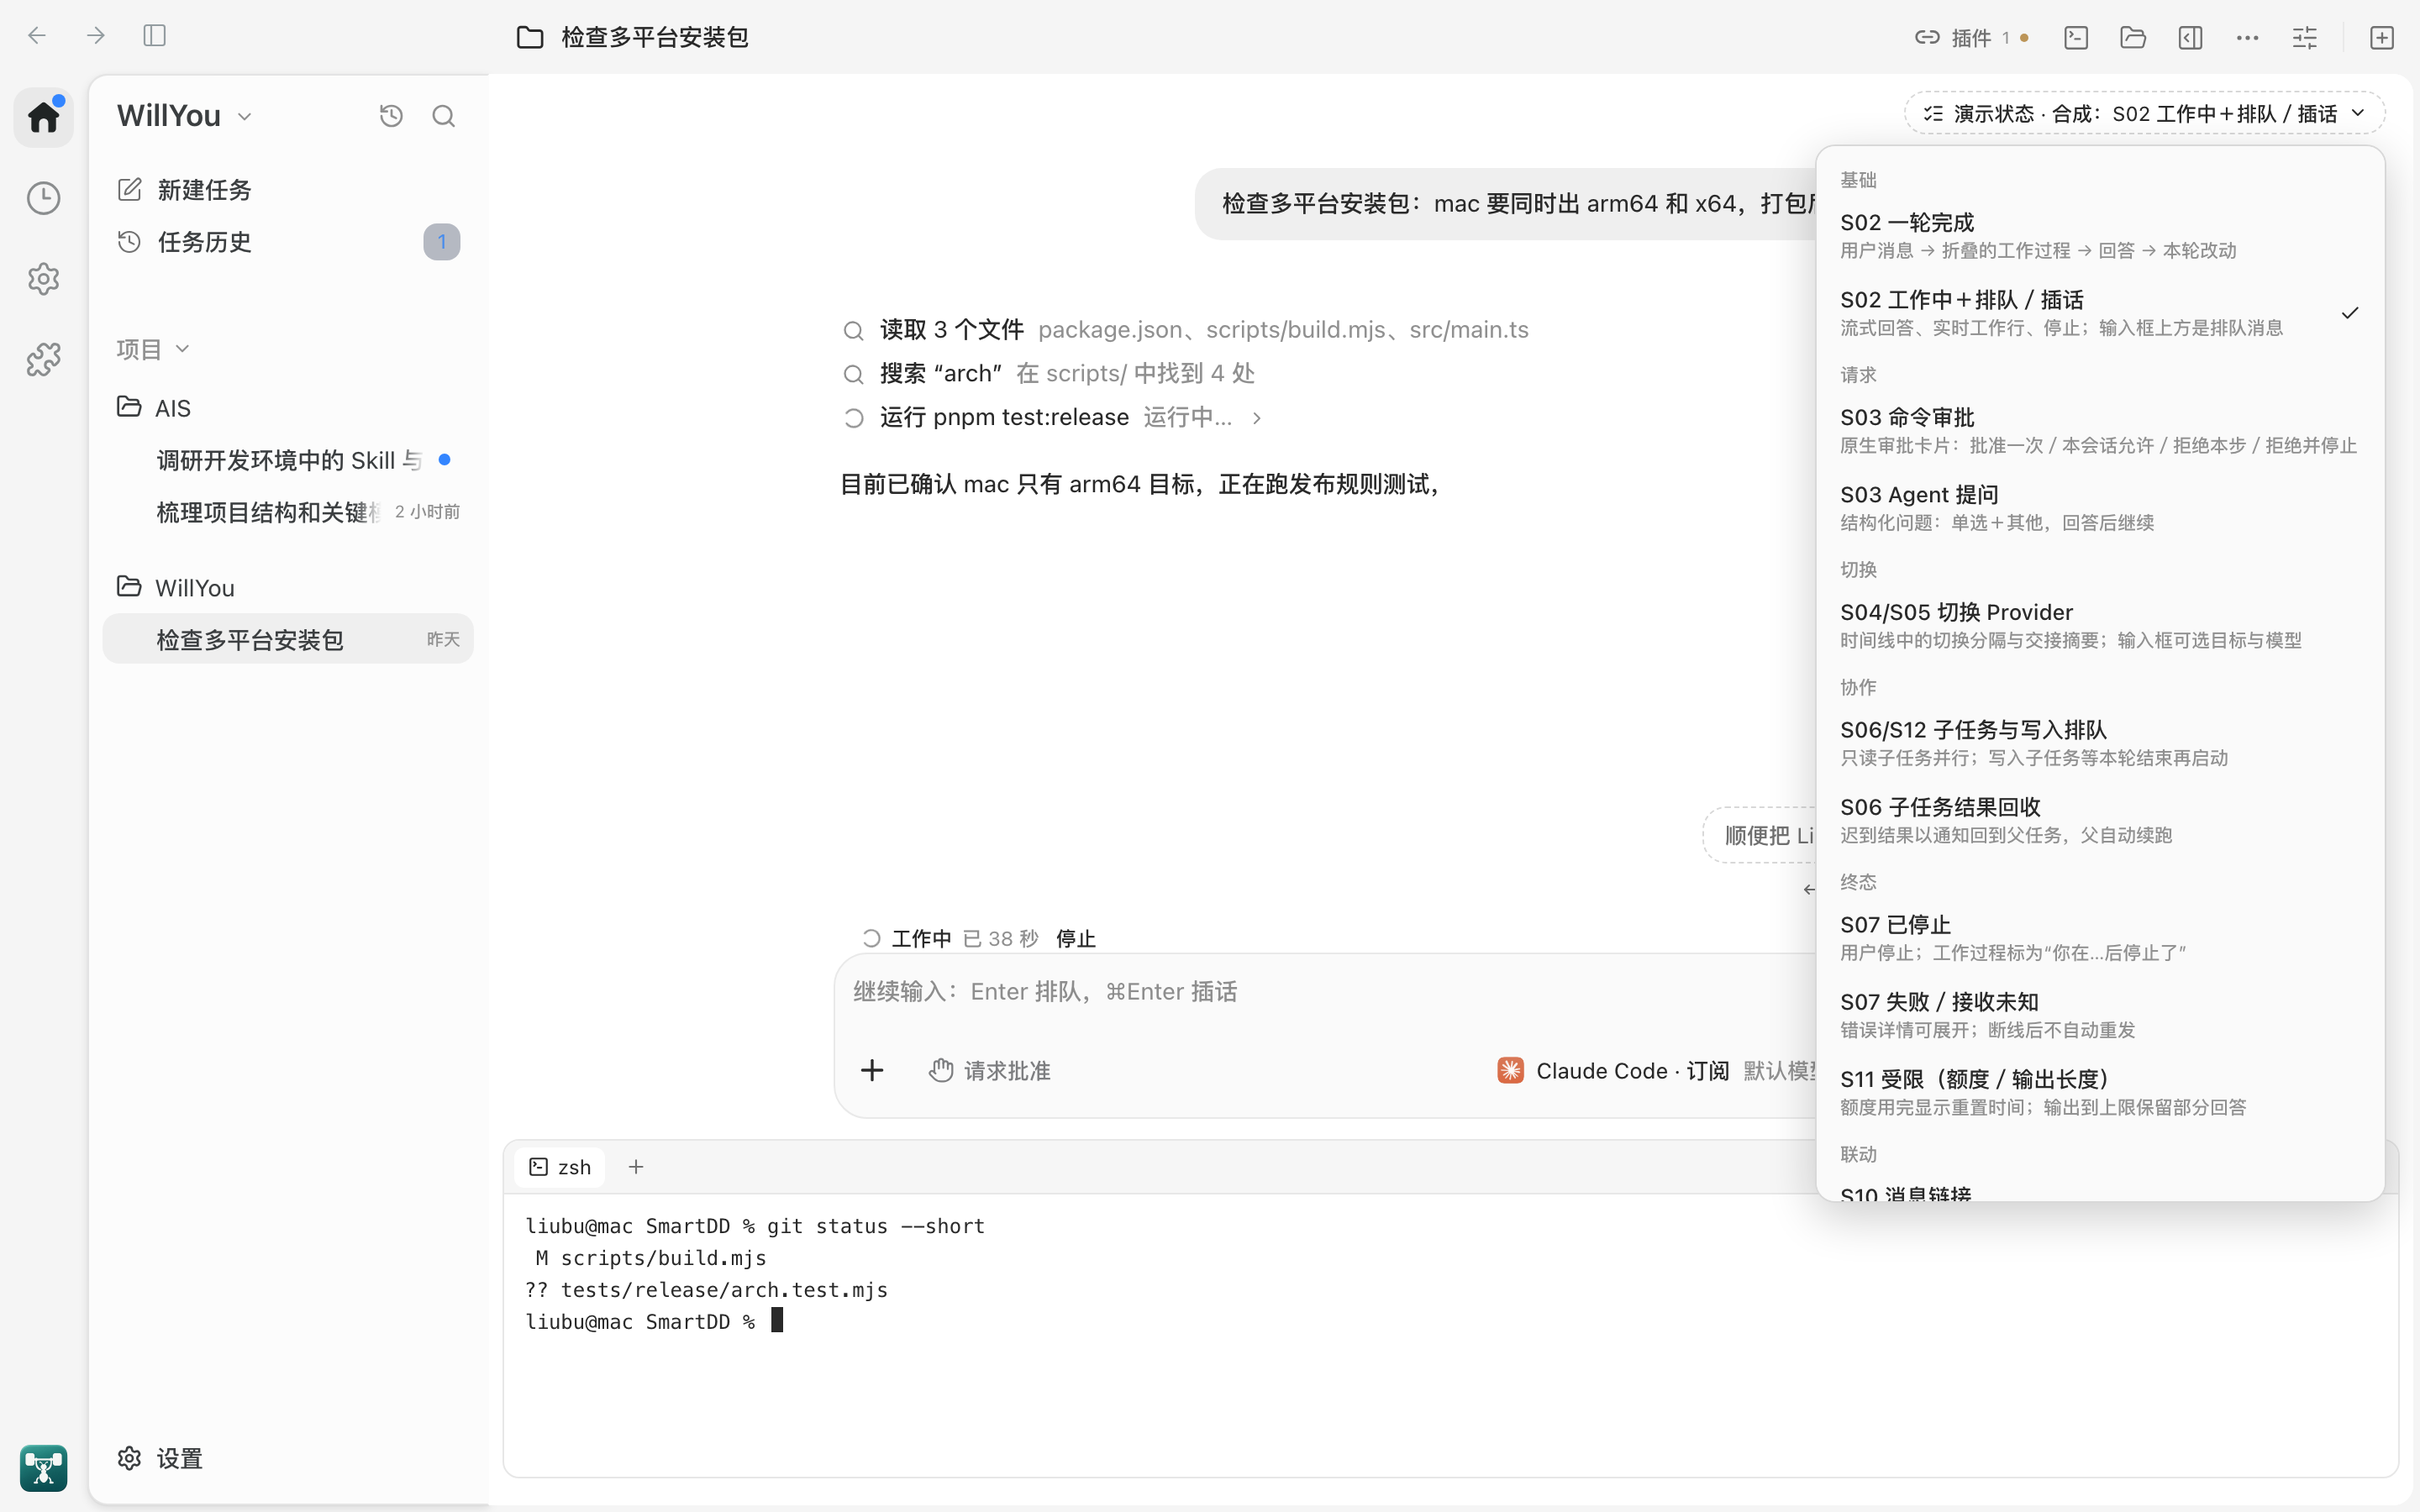 检查多平台安装包
插件 1
WillYou
新建任务
任务历史 1
项目
AIS
调研开发环境中的 Skill 与
梳理项目结构和关键 2 小时前
WillYou
检查多平台安装包 昨天
设置
演示状态 · 合成：S02 工作中＋排队 / 插话
检查多平台安装包：mac 要同时出 arm64 和 x64，打包
读取 3 个文件 package.json、scripts/build.mjs、src/main.ts
搜索 “arch” 在 scripts/ 中找到 4 处
运行 pnpm test:release 运行中…
目前已确认 mac 只有 arm64 目标，正在跑发布规则测试，
顺便把 Li
工作中 已 38 秒 停止
继续输入：Enter 排队，⌘Enter 插话
请求批准
Claude Code · 订阅 默认模
zsh
liubu@mac SmartDD % git status --short
M scripts/build.mjs
?? tests/release/arch.test.mjs
liubu@mac SmartDD %
基础
S02 一轮完成
用户消息 → 折叠的工作过程 → 回答 → 本轮改动
S02 工作中＋排队 / 插话
流式回答、实时工作行、停止；输入框上方是排队消息
请求
S03 命令审批
原生审批卡片：批准一次 / 本会话允许 / 拒绝本步 / 拒绝并停止
S03 Agent 提问
结构化问题：单选＋其他，回答后继续
切换
S04/S05 切换 Provider
时间线中的切换分隔与交接摘要；输入框可选目标与模型
协作
S06/S12 子任务与写入排队
只读子任务并行；写入子任务等本轮结束再启动
S06 子任务结果回收
迟到结果以通知回到父任务，父自动续跑
终态
S07 已停止
用户停止；工作过程标为“你在…后停止了”
S07 失败 / 接收未知
错误详情可展开；断线后不自动重发
S11 受限（额度 / 输出长度）
额度用完显示重置时间；输出到上限保留部分回答
联动
S10 消息链接